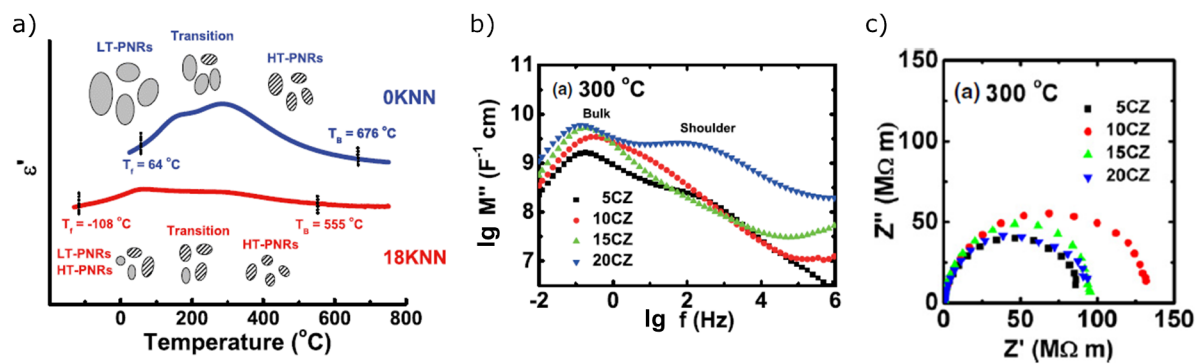 a)
LT-PNRs
Transition
HT-PNRs
0KNN
T_B = 676 °C
T_f = 64 °C
ε'
T_f = -108 °C
T_B = 555 °C
LT-PNRs
HT-PNRs
Transition
HT-PNRs
18KNN
0 200 400 600 800
Temperature (°C)
b)
11
10
9
8
7
lg M'' (F⁻¹ cm)
(a) 300 °C
Bulk
Shoulder
5CZ
10CZ
15CZ
20CZ
-2 0 2 4 6
lg f (Hz)
c)
150
100
50
0
Z'' (MΩ m)
(a) 300 °C
5CZ
10CZ
15CZ
20CZ
0 50 100 150
Z' (MΩ m)